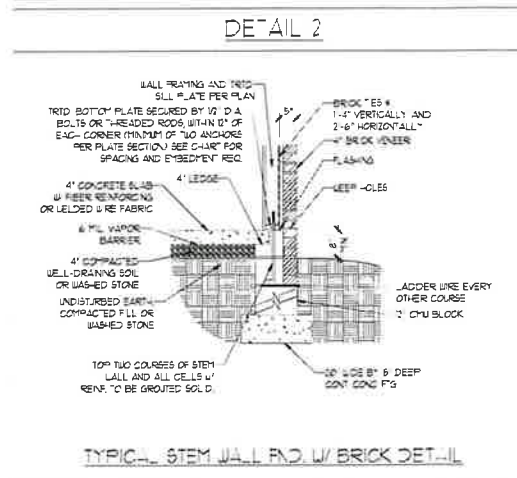 DETAIL 2
WALL FRAMING AND TRTD
SILL PLATE PER PLAN
TRTD BOTTOM PLATE SECURED BY 1/2" DIA.
BOLTS OR THREADED RODS, WITHIN 12" OF
EACH CORNER (MINIMUM OF TWO ANCHORS
PER PLATE SECTION) SEE CHART FOR
SPACING AND EMBEDMENT REQ.
4" LEDGE
4" CONCRETE SLAB
W/ FIBER REINFORCING
OR WELDED WIRE FABRIC
6 MIL VAPOR
BARRIER
4" COMPACTED
WELL-DRAINING SOIL
OR WASHED STONE
UNDISTURBED EARTH,
COMPACTED FILL OR
WASHED STONE
TOP TWO COURSES OF STEM
WALL AND ALL CELLS W/
REINF. TO BE GROUTED SOLID.
5"
BRICK TIES @
1'-4" VERTICALLY AND
2'-6" HORIZONTALLY
4" BRICK VENEER
FLASHING
WEEP HOLES
8"
LADDER WIRE EVERY
OTHER COURSE
CMU BLOCK
WIDE BY DEEP
CONT CONC FTG
TYPICAL STEM WALL FND. W/ BRICK DETAIL